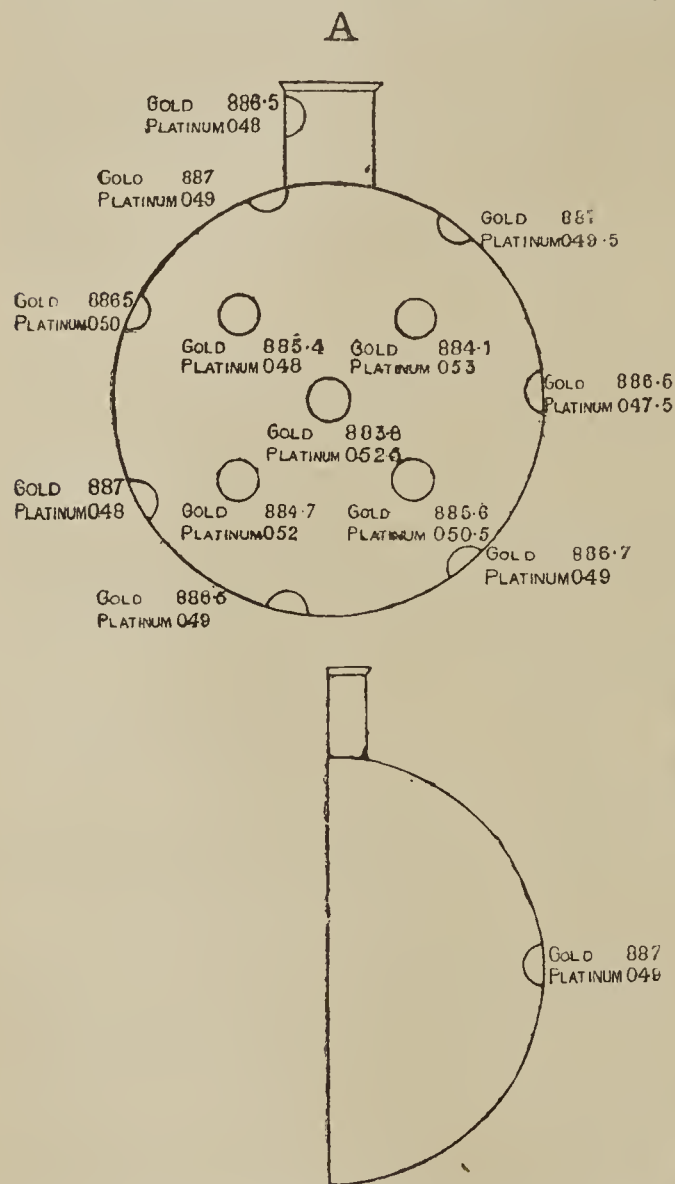 A
GOLD 886·5
PLATINUM 048
GOLD 887
PLATINUM 049
GOLD 887
PLATINUM 049·5
GOLD 886·5
PLATINUM 050
GOLD 885·4
PLATINUM 048
GOLD 884·1
PLATINUM 053
GOLD 886·6
PLATINUM 047·5
GOLD 883·8
PLATINUM 052·5
GOLD 887
PLATINUM 048
GOLD 884·7
PLATINUM 052
GOLD 885·6
PLATINUM 050·5
GOLD 886·7
PLATINUM 049
GOLD
PLATINUM 049
GOLD 887
PLATINUM 049